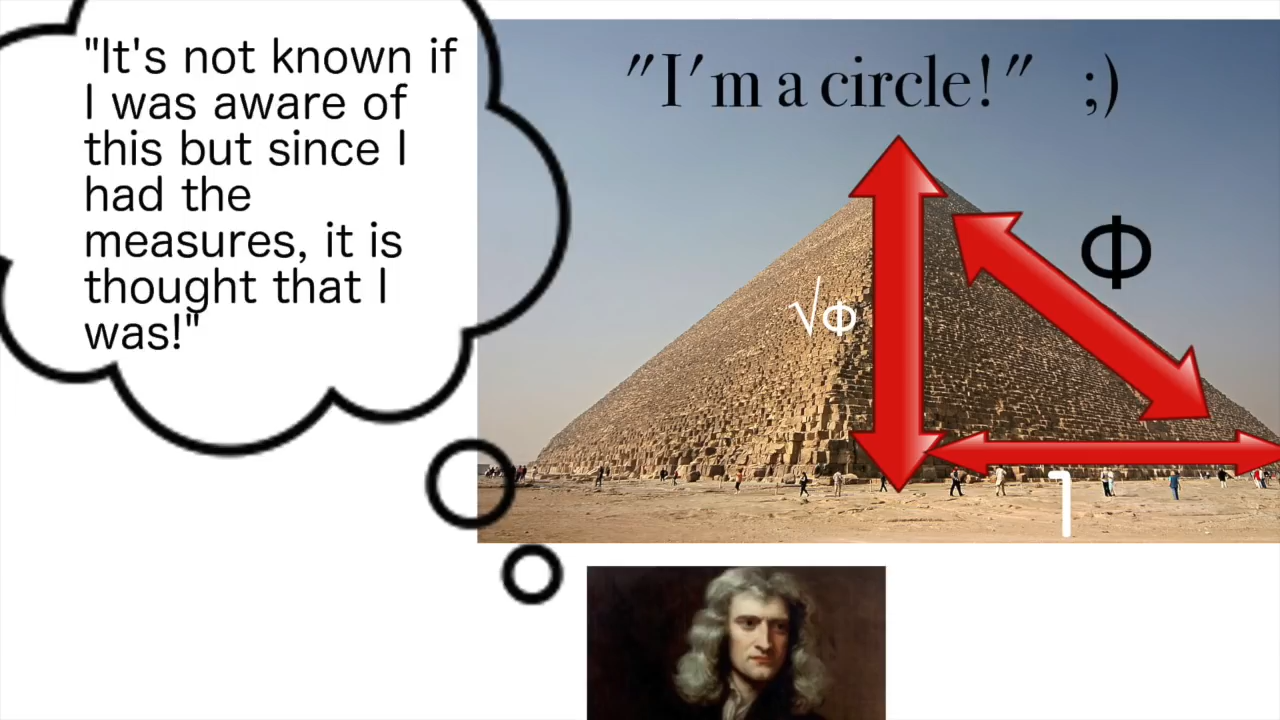 "It's not known if
I was aware of
this but since I
had the
measures, it is
thought that I
was!"
"I'm a circle!" ;)
Φ
√Φ
1